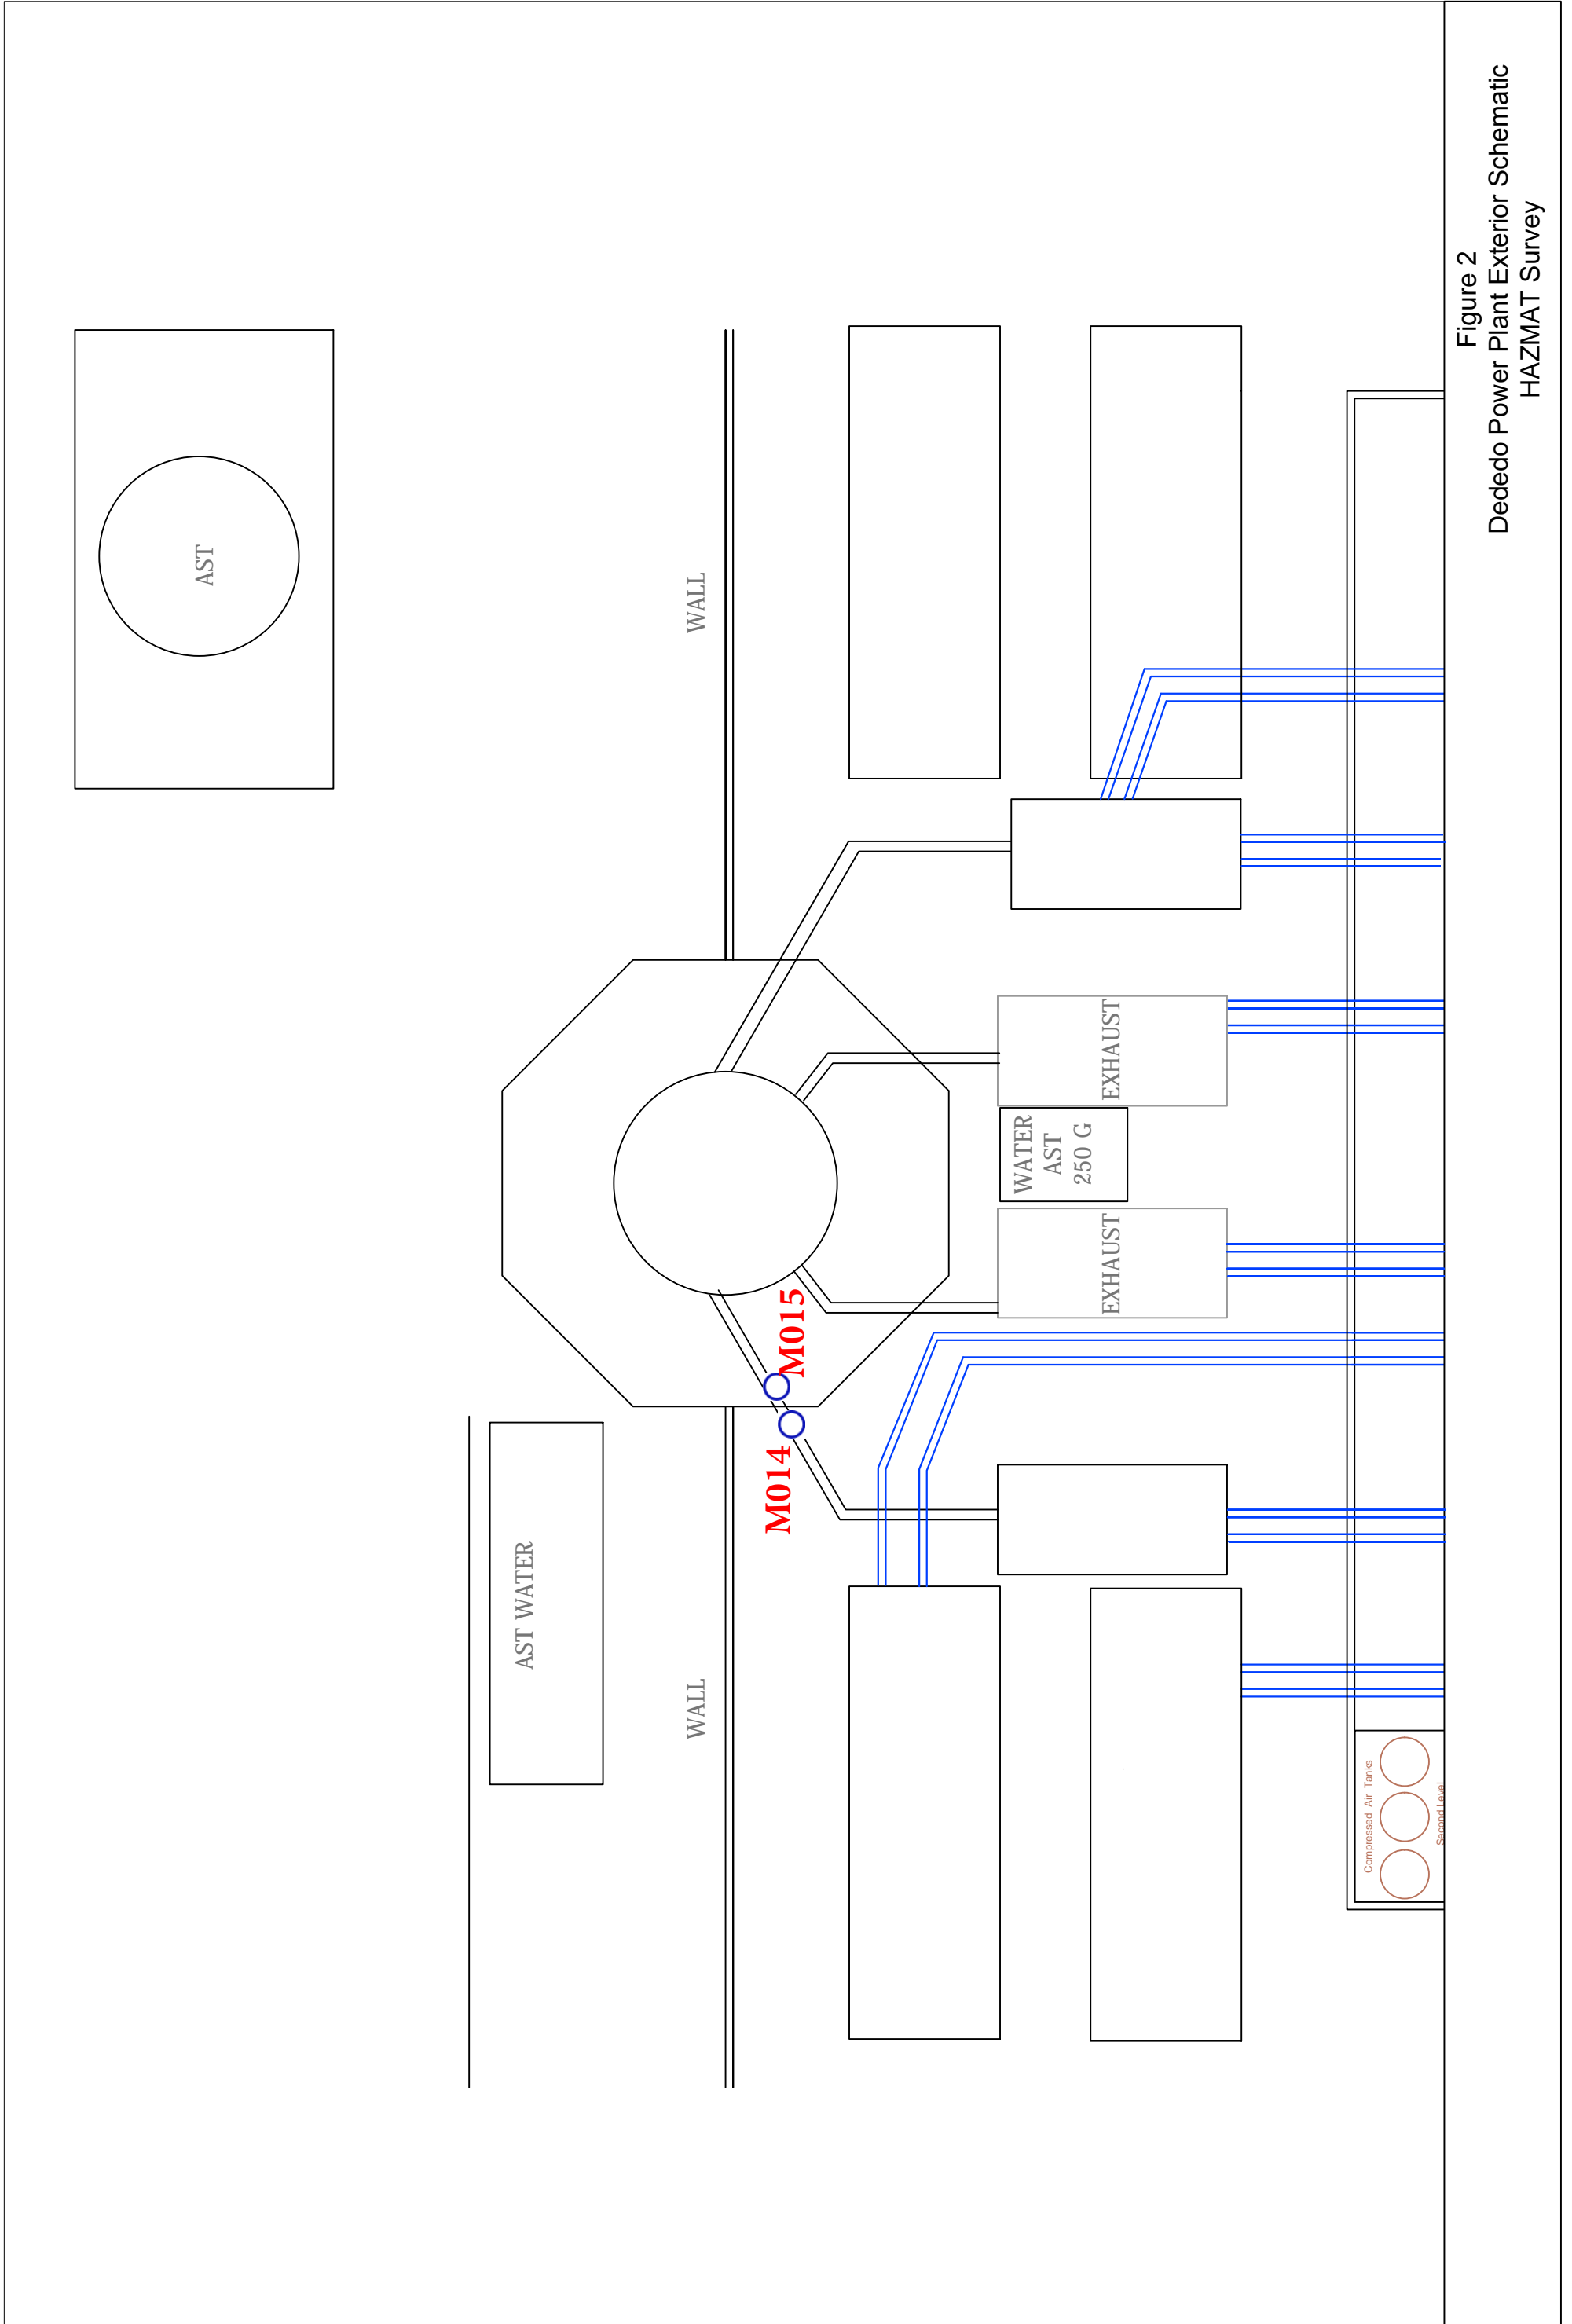 AST
WALL
EXHAUST
WATER
AST
250 G
EXHAUST
M015
M014
AST WATER
WALL
Compressed Air Tanks
Second Level
Figure 2
Dededo Power Plant Exterior Schematic
HAZMAT Survey